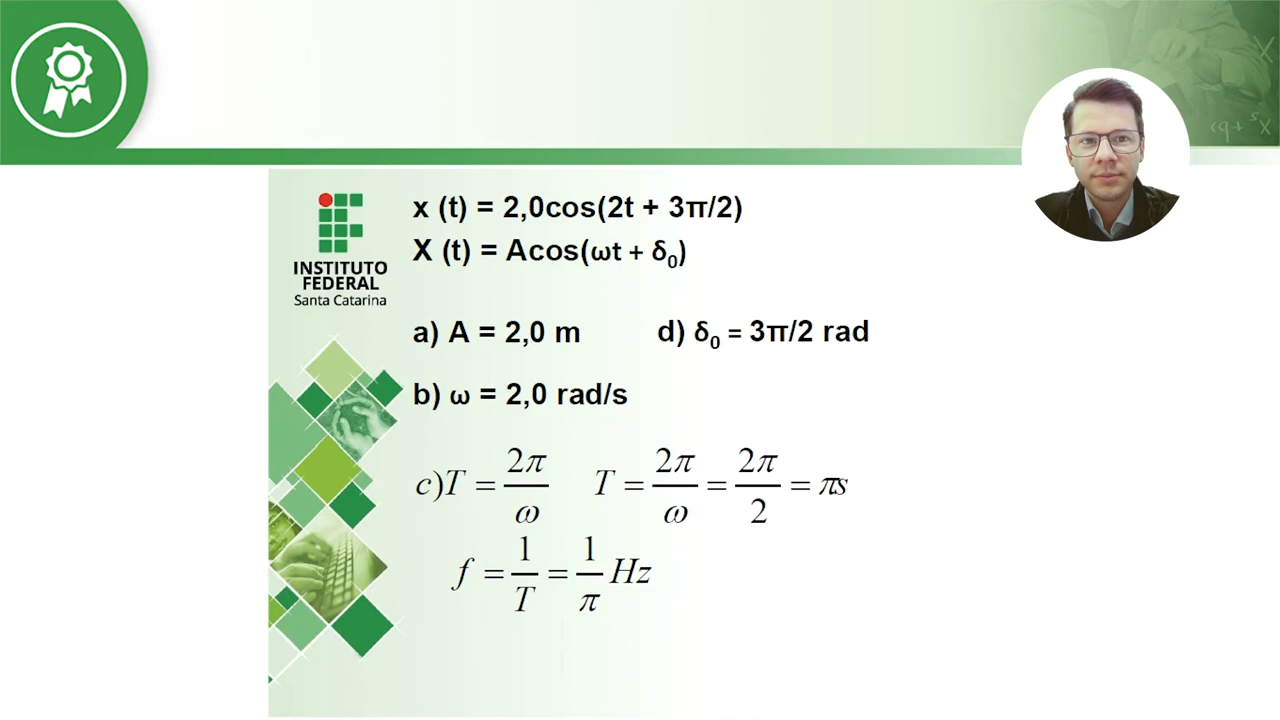 x (t) = 2,0cos(2t + 3π/2)
X (t) = Acos(ωt + δ₀)
INSTITUTO
FEDERAL
Santa Catarina
a) A = 2,0 m
d) δ₀ = 3π/2 rad
b) ω = 2,0 rad/s
c)T = 2π/ω T = 2π/ω = 2π/2 = πs
f = 1/T = 1/π Hz